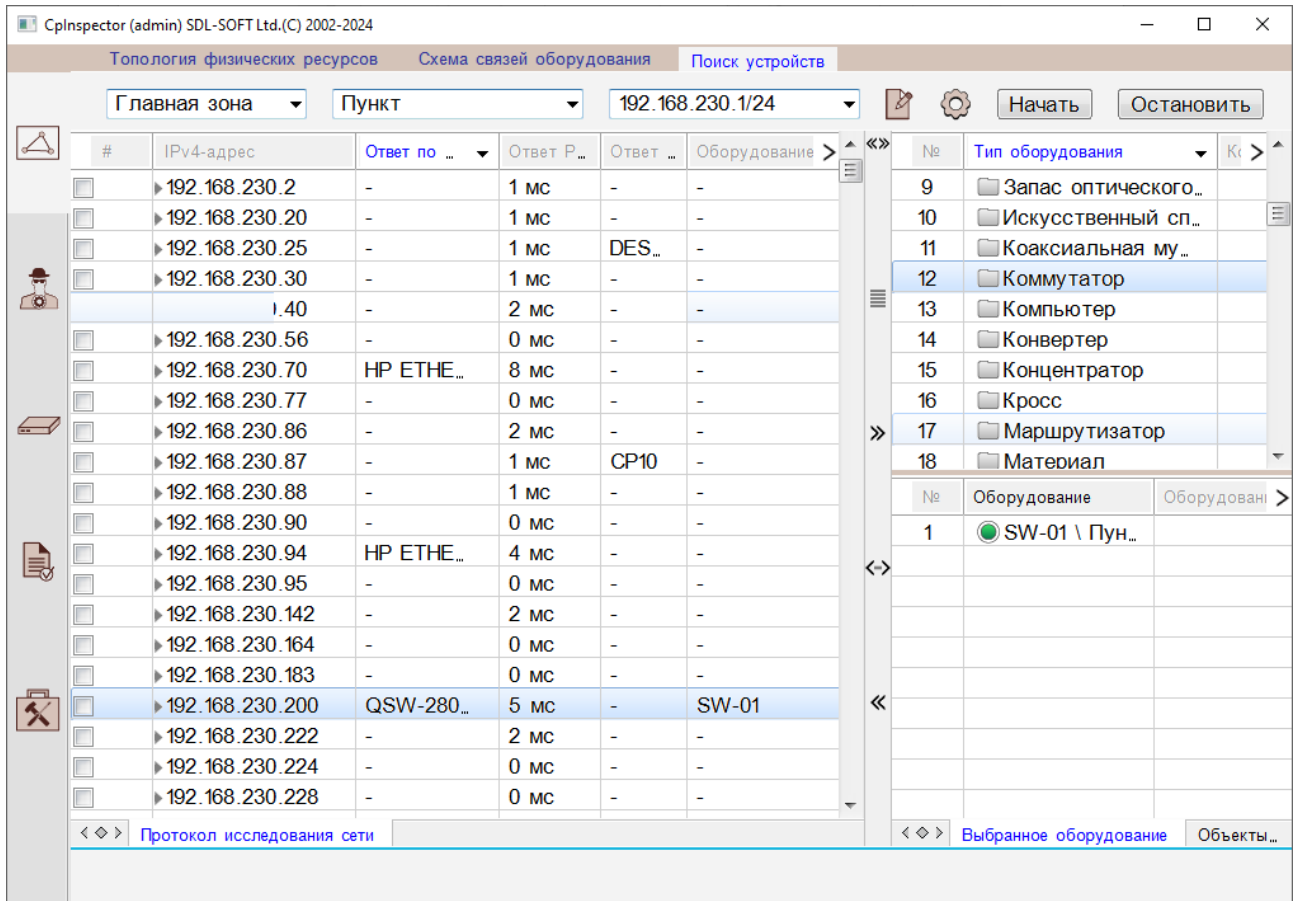 CpInspector (admin) SDL-SOFT Ltd.(C) 2002-2024
Топология физических ресурсов Схема связей оборудования Поиск устройств
Главная зона Пункт 192.168.230.1/24 Начать Остановить
# IPv4-адрес Ответ по … Ответ P… Ответ … Оборудование
192.168.230.2 - 1 мс - -
192.168.230.20 - 1 мс - -
192.168.230.25 - 1 мс DES… -
192.168.230.30 - 1 мс - -
.40 - 2 мс - -
192.168.230.56 - 0 мс - -
192.168.230.70 HP ETHE… 8 мс - -
192.168.230.77 - 0 мс - -
192.168.230.86 - 2 мс - -
192.168.230.87 - 1 мс CP10 -
192.168.230.88 - 1 мс - -
192.168.230.90 - 0 мс - -
192.168.230.94 HP ETHE… 4 мс - -
192.168.230.95 - 0 мс - -
192.168.230.142 - 2 мс - -
192.168.230.164 - 0 мс - -
192.168.230.183 - 0 мс - -
192.168.230.200 QSW-280… 5 мс - SW-01
192.168.230.222 - 2 мс - -
192.168.230.224 - 0 мс - -
192.168.230.228 - 0 мс - -
Протокол исследования сети
№ Тип оборудования
9 Запас оптического…
10 Искусственный сп…
11 Коаксиальная му…
12 Коммутатор
13 Компьютер
14 Конвертер
15 Концентратор
16 Кросс
17 Маршрутизатор
18 Материал
№ Оборудование
1 SW-01 \ Пун…
Выбранное оборудование Объекты…